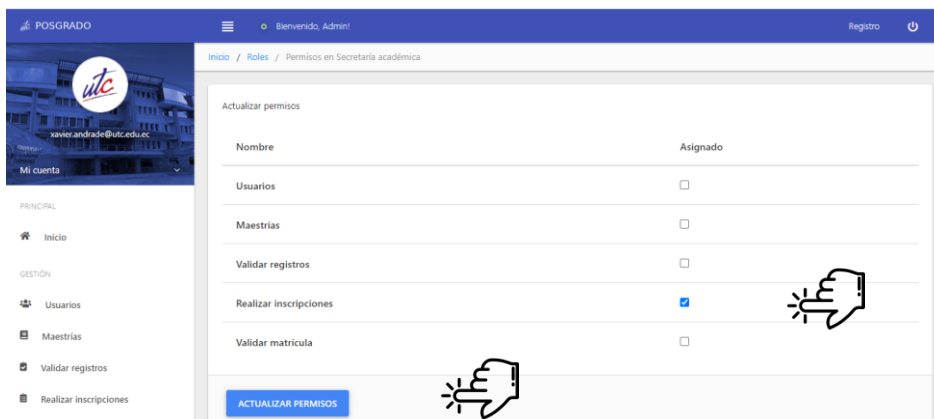 POSGRADO
Bienvenido, Admin!
Registro
utc
xavier.andrade@utc.edu.ec
Mi cuenta
PRINCIPAL
Inicio
GESTIÓN
Usuarios
Maestrías
Validar registros
Realizar inscripciones
Inicio / Roles / Permisos en Secretaría académica
Actualizar permisos
Nombre Asignado
Usuarios
Maestrías
Validar registros
Realizar inscripciones
Validar matrícula
ACTUALIZAR PERMISOS